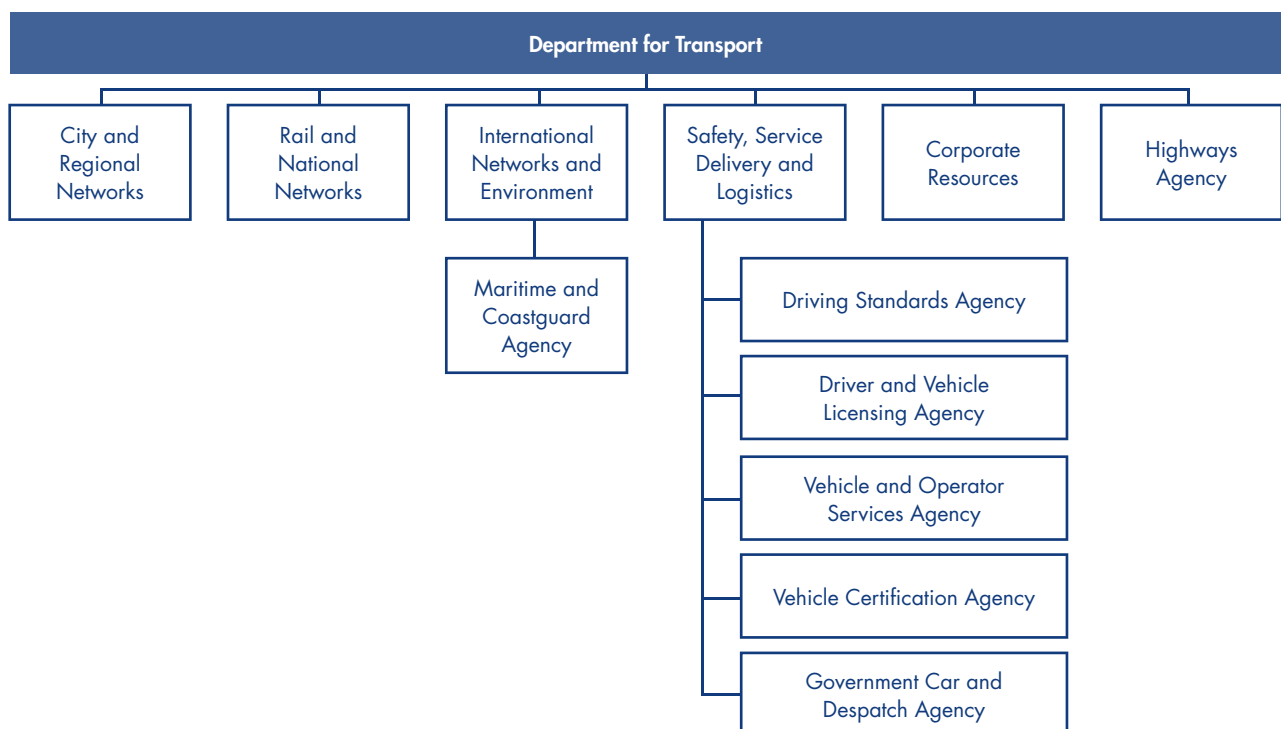 Department for Transport
City and
Regional
Networks
Rail and
National
Networks
International
Networks and
Environment
Safety, Service
Delivery and
Logistics
Corporate
Resources
Highways
Agency
Maritime and
Coastguard
Agency
Driving Standards Agency
Driver and Vehicle
Licensing Agency
Vehicle and Operator
Services Agency
Vehicle Certification Agency
Government Car and
Despatch Agency